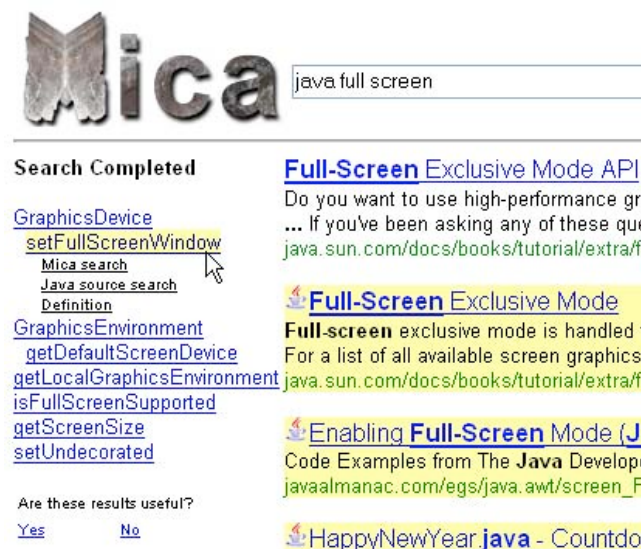 Mica
java full screen
Search Completed
GraphicsDevice
setFullScreenWindow
Mica search
Java source search
Definition
GraphicsEnvironment
getDefaultScreenDevice
getLocalGraphicsEnvironment
isFullScreenSupported
getScreenSize
setUndecorated
Are these results useful?
Yes No
Full-Screen Exclusive Mode API
Do you want to use high-performance gr
... If you've been asking any of these que
java.sun.com/docs/books/tutorial/extra/f
Full-Screen Exclusive Mode
Full-screen exclusive mode is handled
For a list of all available screen graphics
java.sun.com/docs/books/tutorial/extra/f
Enabling Full-Screen Mode (J
Code Examples from The Java Develope
javaalmanac.com/egs/java.awt/screen_F
HappyNewYear.java - Countdo